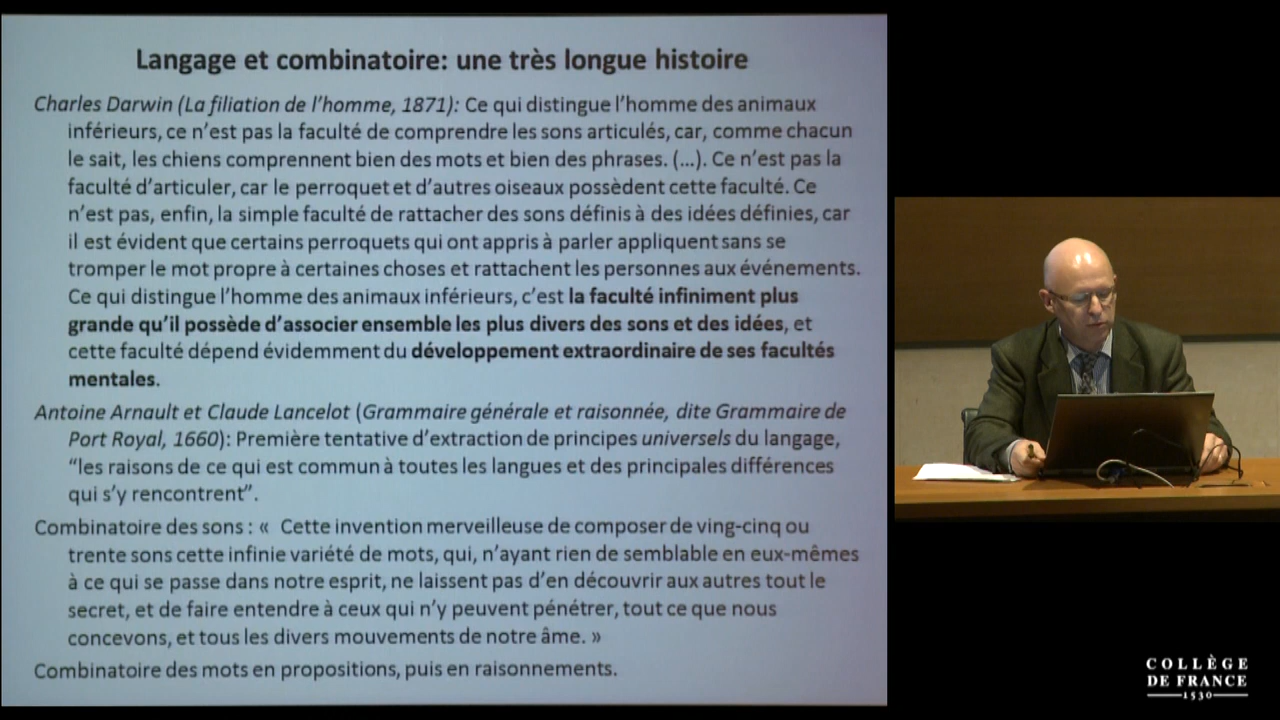 Langage et combinatoire: une très longue histoire
Charles Darwin (La filiation de l'homme, 1871): Ce qui distingue l'homme des animaux
inférieurs, ce n'est pas la faculté de comprendre les sons articulés, car, comme chacun
le sait, les chiens comprennent bien des mots et bien des phrases. (...). Ce n'est pas la
faculté d'articuler, car le perroquet et d'autres oiseaux possèdent cette faculté. Ce
n'est pas, enfin, la simple faculté de rattacher des sons définis à des idées définies, car
il est évident que certains perroquets qui ont appris à parler appliquent sans se
tromper le mot propre à certaines choses et rattachent les personnes aux événements.
Ce qui distingue l'homme des animaux inférieurs, c'est la faculté infiniment plus
grande qu'il possède d'associer ensemble les plus divers des sons et des idées, et
cette faculté dépend évidemment du développement extraordinaire de ses facultés
mentales.
Antoine Arnault et Claude Lancelot (Grammaire générale et raisonnée, dite Grammaire de
Port Royal, 1660): Première tentative d'extraction de principes universels du langage,
“les raisons de ce qui est commun à toutes les langues et des principales différences
qui s'y rencontrent”.
Combinatoire des sons : « Cette invention merveilleuse de composer de ving-cinq ou
trente sons cette infinie variété de mots, qui, n'ayant rien de semblable en eux-mêmes
à ce qui se passe dans notre esprit, ne laissent pas d'en découvrir aux autres tout le
secret, et de faire entendre à ceux qui n'y peuvent pénétrer, tout ce que nous
concevons, et tous les divers mouvements de notre âme. »
Combinatoire des mots en propositions, puis en raisonnements.
COLLÈGE
DE FRANCE
1530